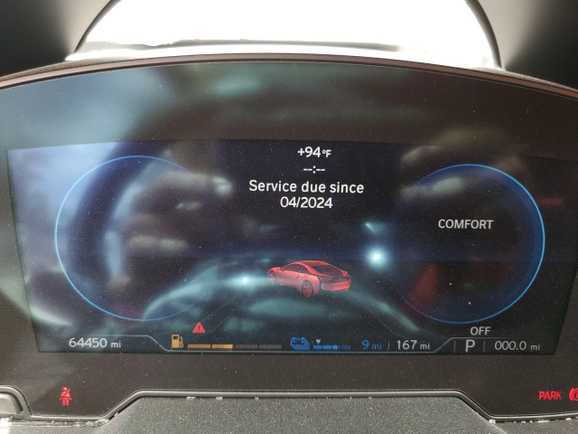 +94°F
--:--
Service due since
04/2024
COMFORT
OFF
64450 mi
9 mi / 167 mi
P
000.0 mi
PARK